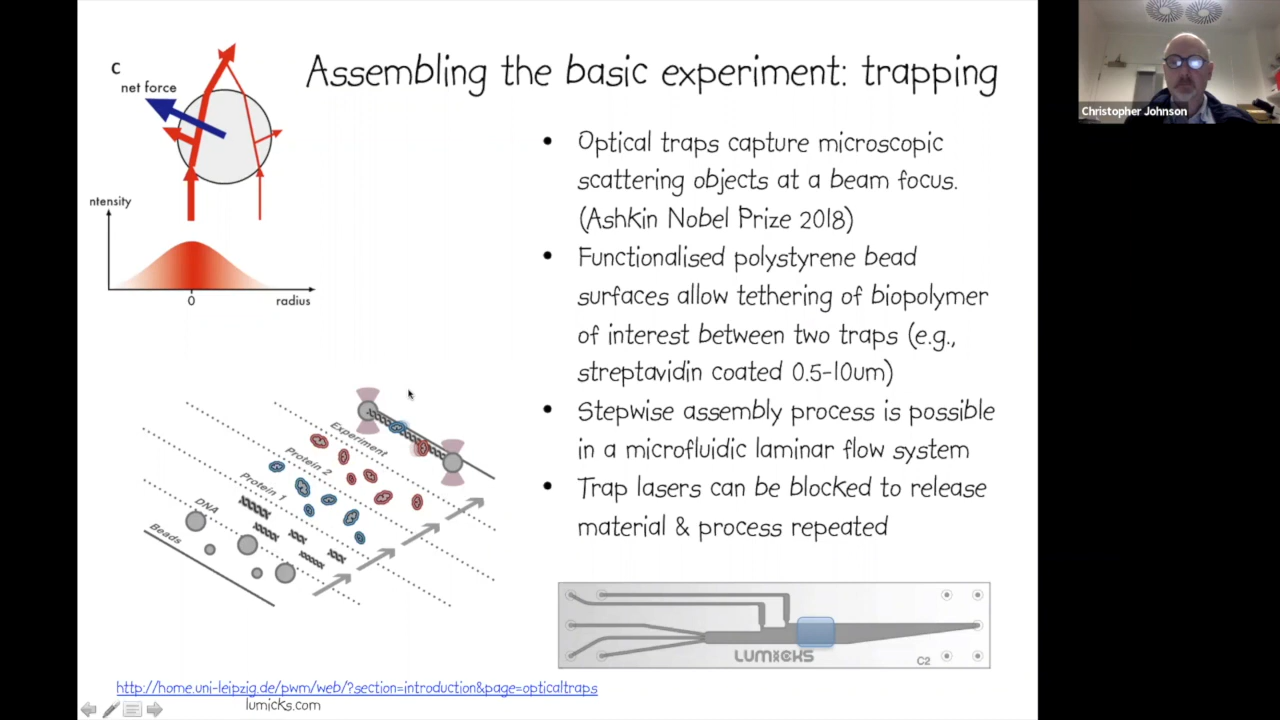 Assembling the basic experiment: trapping
C
net force
ntensity
0
radius
• Optical traps capture microscopic
scattering objects at a beam focus.
(Ashkin Nobel Prize 2018)
• Functionalised polystyrene bead
surfaces allow tethering of biopolymer
of interest between two traps (e.g.,
streptavidin coated 0.5-10um)
• Stepwise assembly process is possible
in a microfluidic laminar flow system
• Trap lasers can be blocked to release
material & process repeated
Experiment
Protein 2
Protein 1
DNA
Beads
LUMICKS
C2
http://home.uni-leipzig.de/pwm/web/?section=introduction&page=opticaltraps
lumicks.com
Christopher Johnson